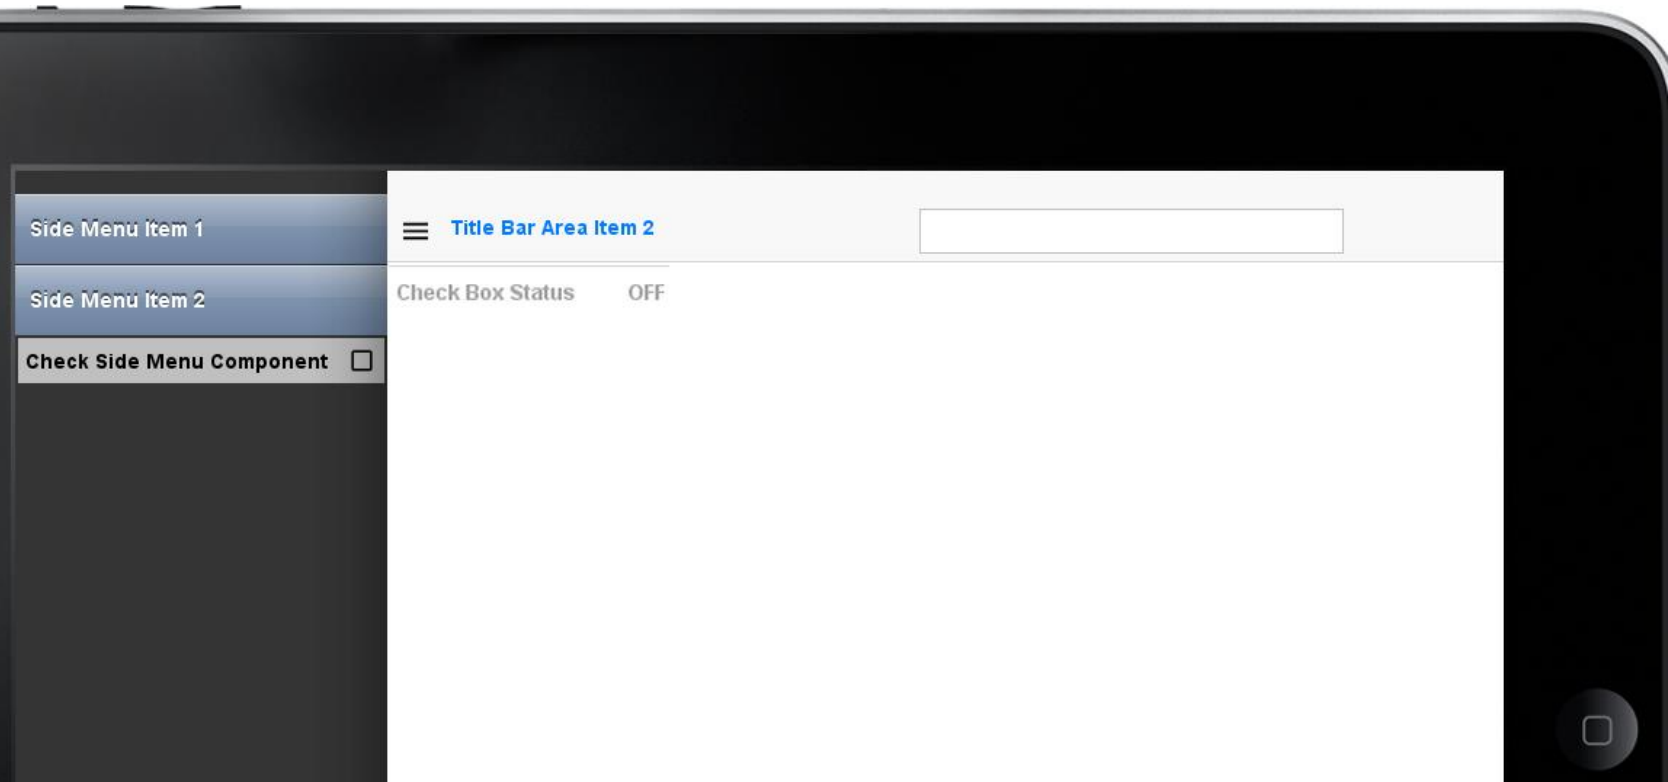 Side Menu Item 1
Side Menu Item 2
Check Side Menu Component
Title Bar Area Item 2
Check Box Status OFF